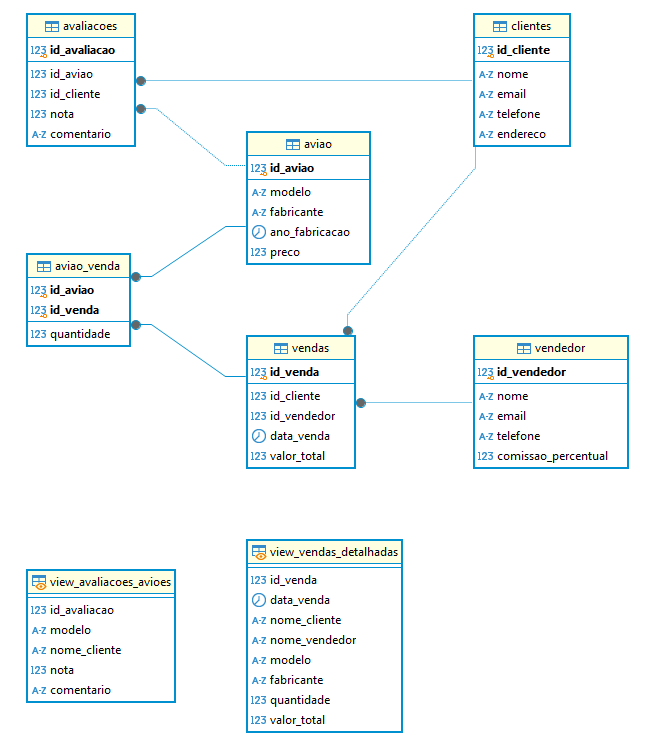 avaliacoes
123 id_avaliacao
123 id_aviao
123 id_cliente
123 nota
A-Z comentario
clientes
123 id_cliente
A-Z nome
A-Z email
A-Z telefone
A-Z endereco
aviao
123 id_aviao
A-Z modelo
A-Z fabricante
ano_fabricacao
123 preco
aviao_venda
123 id_aviao
123 id_venda
123 quantidade
vendas
123 id_venda
123 id_cliente
123 id_vendedor
data_venda
123 valor_total
vendedor
123 id_vendedor
A-Z nome
A-Z email
A-Z telefone
123 comissao_percentual
view_avaliacoes_avioes
123 id_avaliacao
A-Z modelo
A-Z nome_cliente
123 nota
A-Z comentario
view_vendas_detalhadas
123 id_venda
data_venda
A-Z nome_cliente
A-Z nome_vendedor
A-Z modelo
A-Z fabricante
123 quantidade
123 valor_total